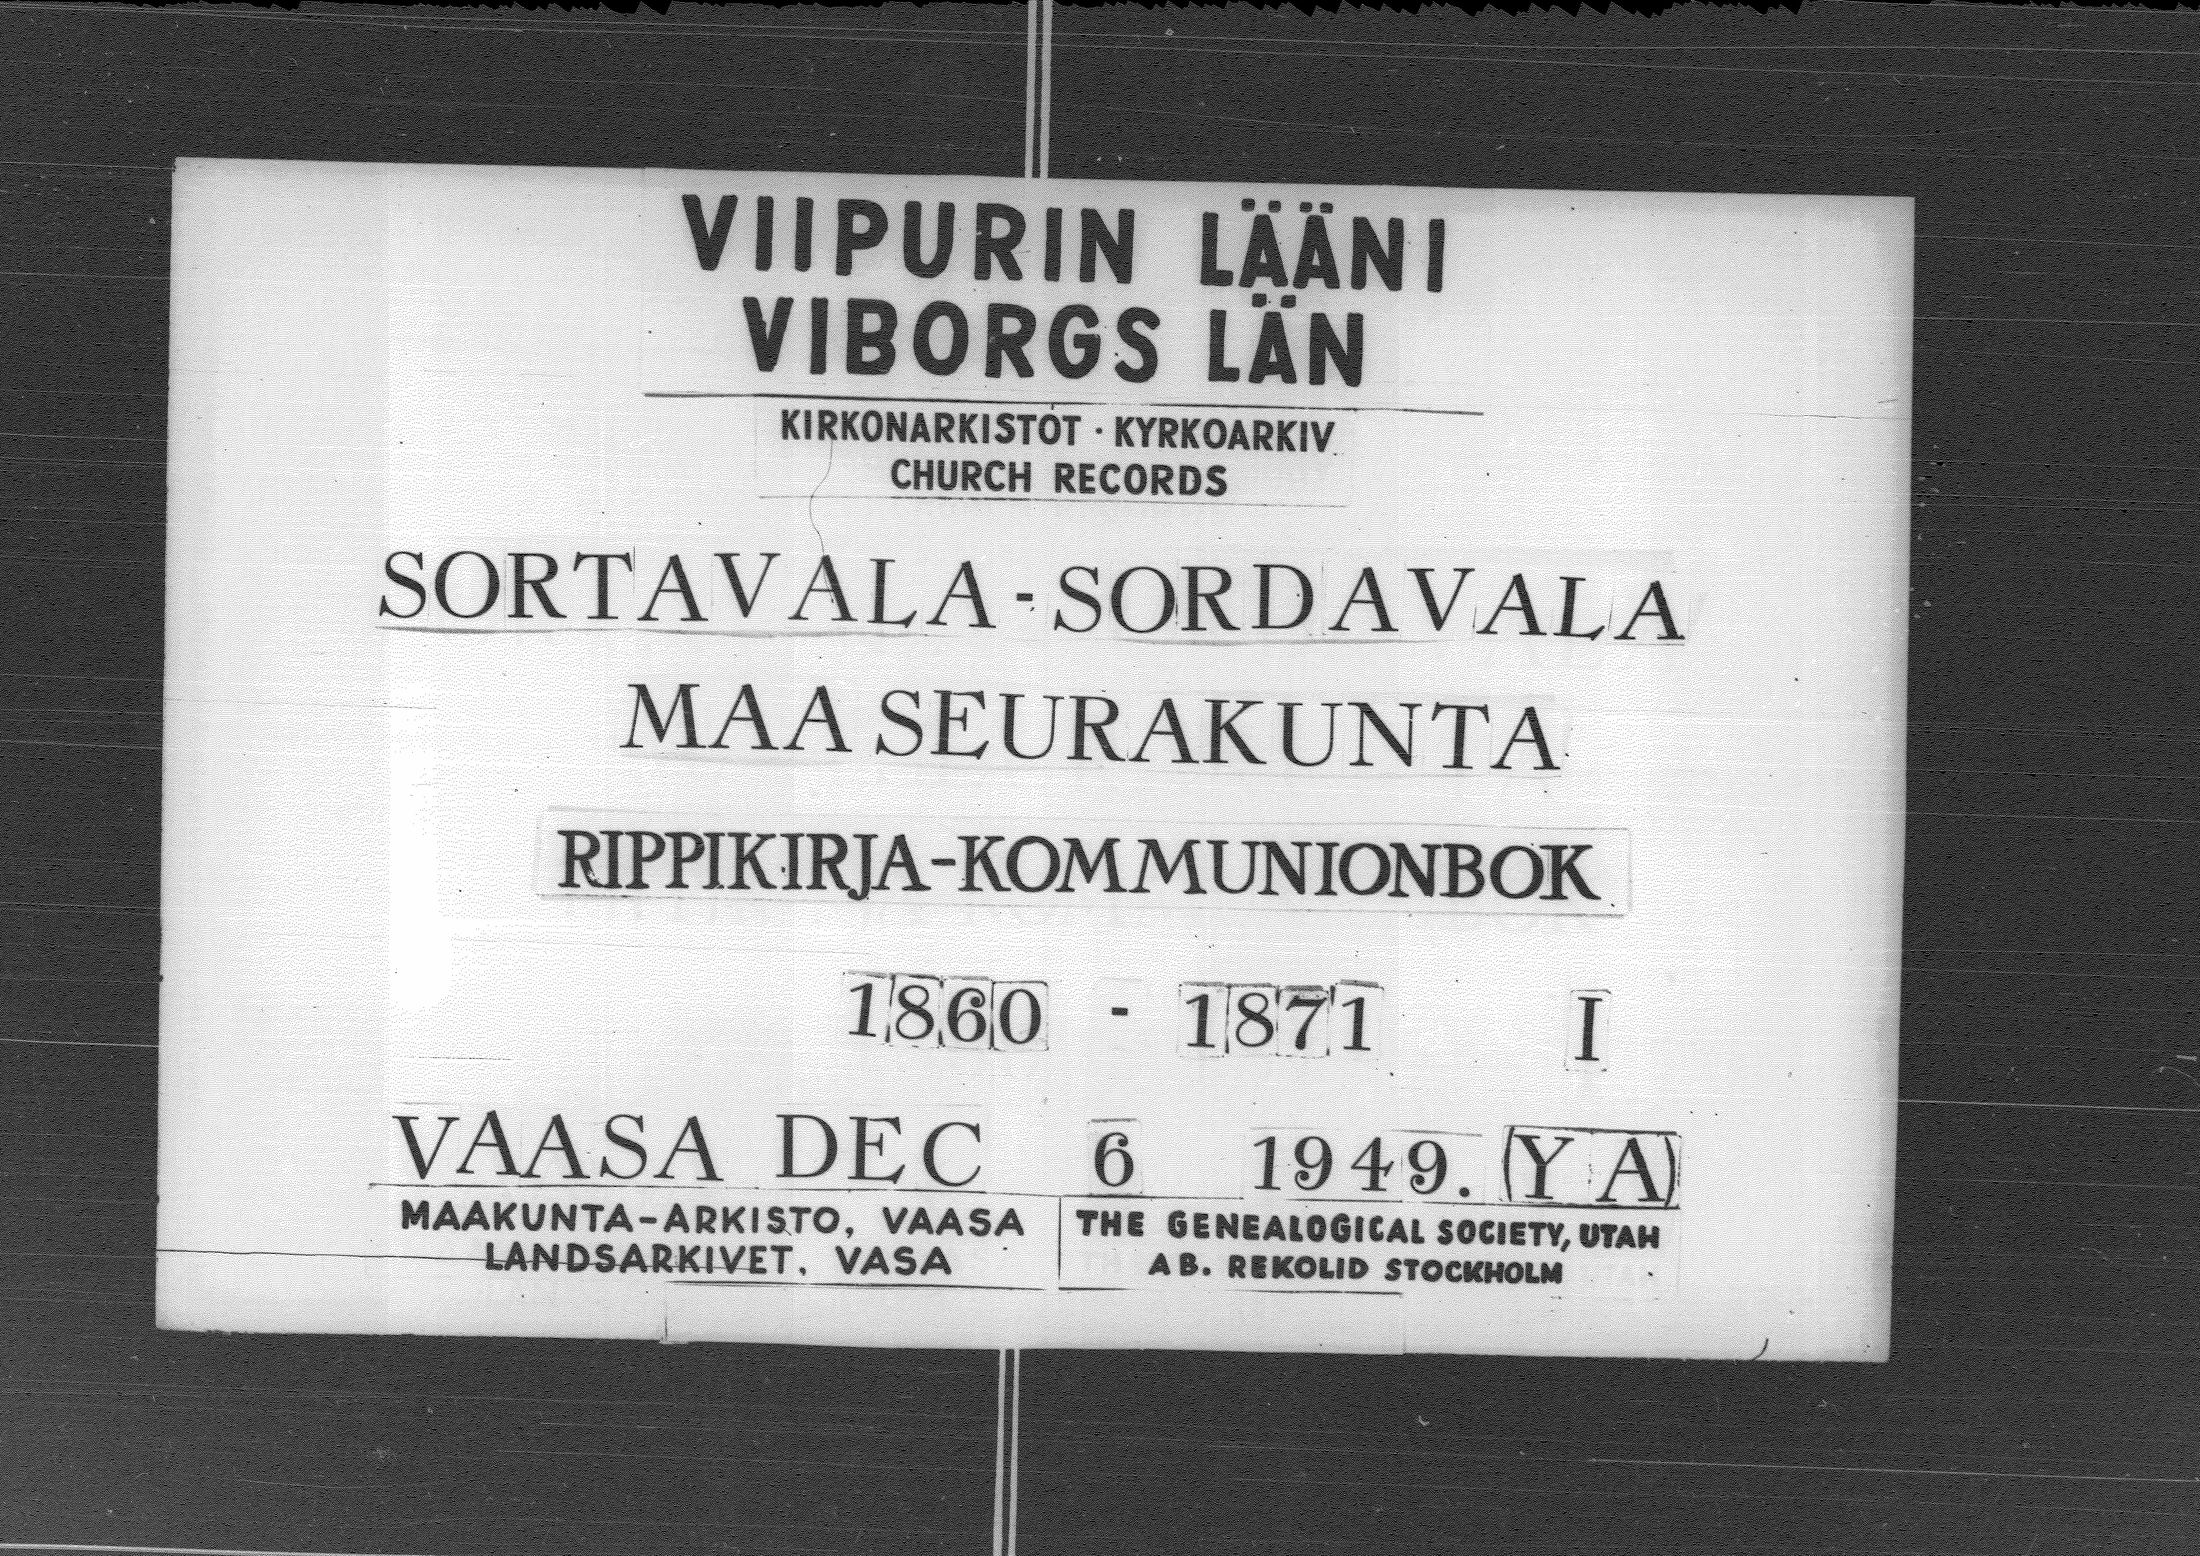 VIIPURIN LÄÄNI
VIBORGS LÄN
KIRKONARKISTOT · KYRKOARKIV
CHURCH RECORDS
SORTAVALA-SORDAVALA
MAA SEURAKUNTA
RIPPIKIRJA-KOMMUNIONBOK
1860 - 1871 I
VAASA DEC 6 1949. (Y A)
MAAKUNTA-ARKISTO, VAASA
LANDSARKIVET, VASA
THE GENEALOGICAL SOCIETY, UTAH
AB. REKOLID STOCKHOLM